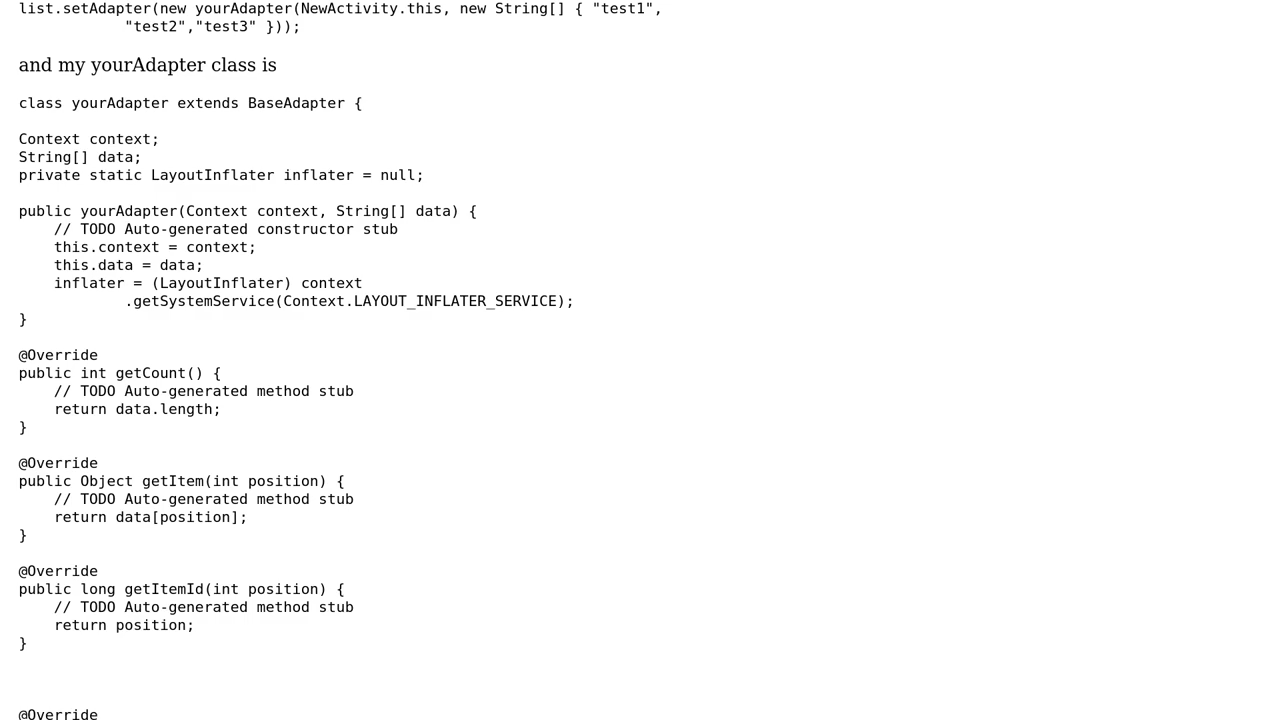 list.setAdapter(new yourAdapter(NewActivity.this, new String[] { "test1",
            "test2","test3" }));
and my yourAdapter class is
class yourAdapter extends BaseAdapter {
Context context;
String[] data;
private static LayoutInflater inflater = null;
public yourAdapter(Context context, String[] data) {
    // TODO Auto-generated constructor stub
    this.context = context;
    this.data = data;
    inflater = (LayoutInflater) context
            .getSystemService(Context.LAYOUT_INFLATER_SERVICE);
}
@Override
public int getCount() {
    // TODO Auto-generated method stub
    return data.length;
}
@Override
public Object getItem(int position) {
    // TODO Auto-generated method stub
    return data[position];
}
@Override
public long getItemId(int position) {
    // TODO Auto-generated method stub
    return position;
}
@Override